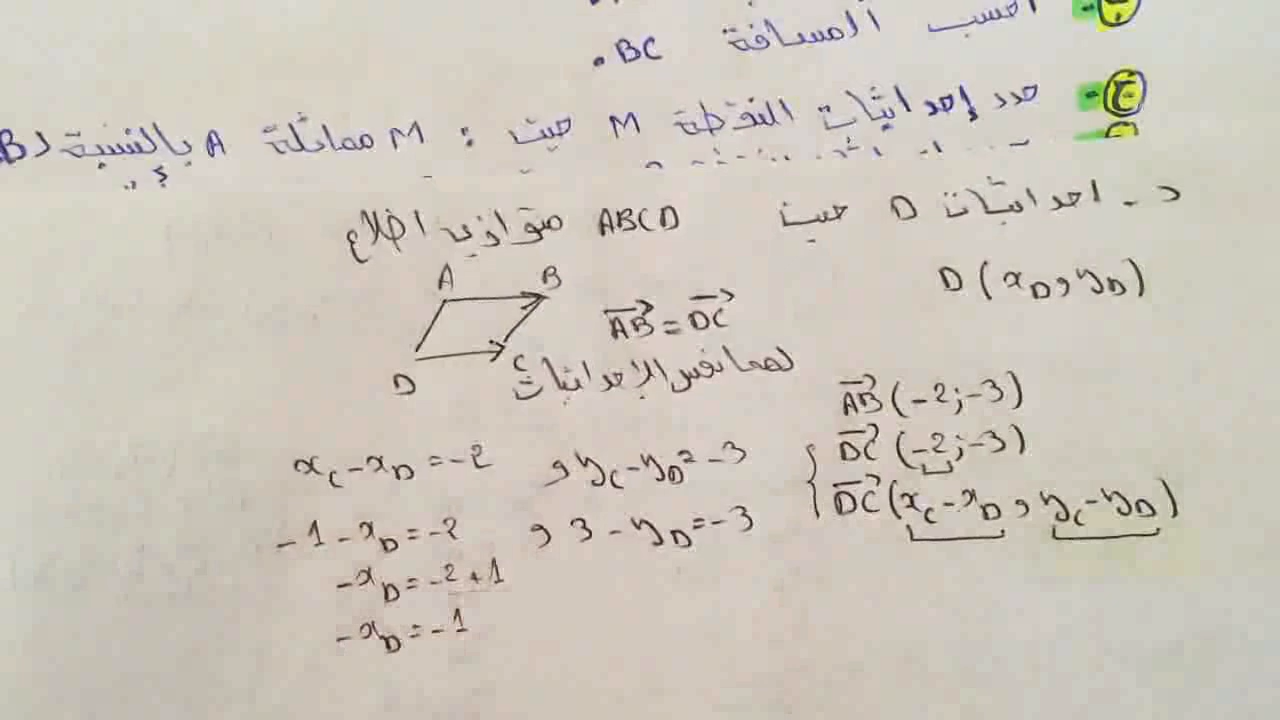 احسب المسافة BC.
ج - حدد إحداثيات النقطة M حيث : M مماثلة A بالنسبة لـ B
د - احداثيات D حيث ABCD متوازي اضلاع
D (x_D و y_D)
A B
D C
AB = DC
لهما نفس الإحداثيات
AB (-2 ; -3)
DC (-2 ; -3)
DC (x_C - x_D و y_C - y_D)
x_C - x_D = -2 و y_C - y_D = -3
-1 - x_D = -2 و 3 - y_D = -3
-x_D = -2 + 1
-x_D = -1